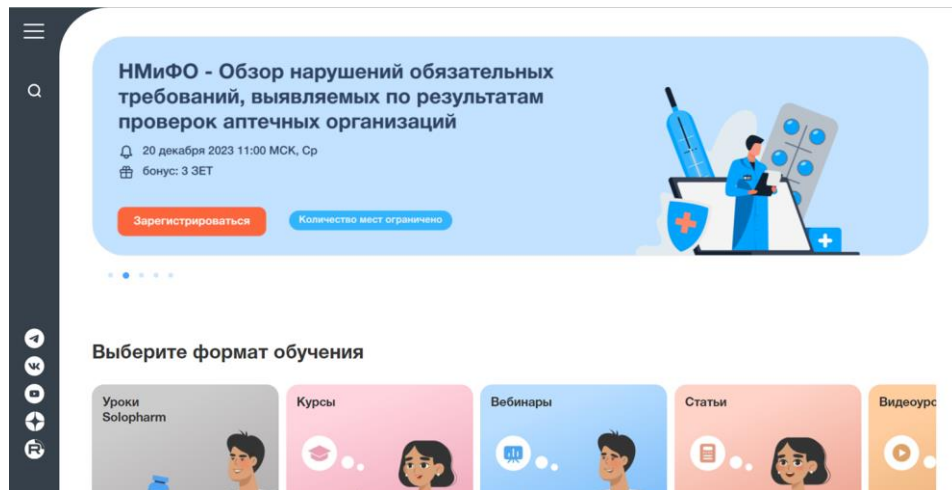 НМиФО - Обзор нарушений обязательных
требований, выявляемых по результатам
проверок аптечных организаций
20 декабря 2023 11:00 МСК, Ср
бонус: 3 ЗЕТ
Зарегистрироваться
Количество мест ограничено
Выберите формат обучения
Уроки
Solopharm
Курсы
Вебинары
Статьи
Видеоуро